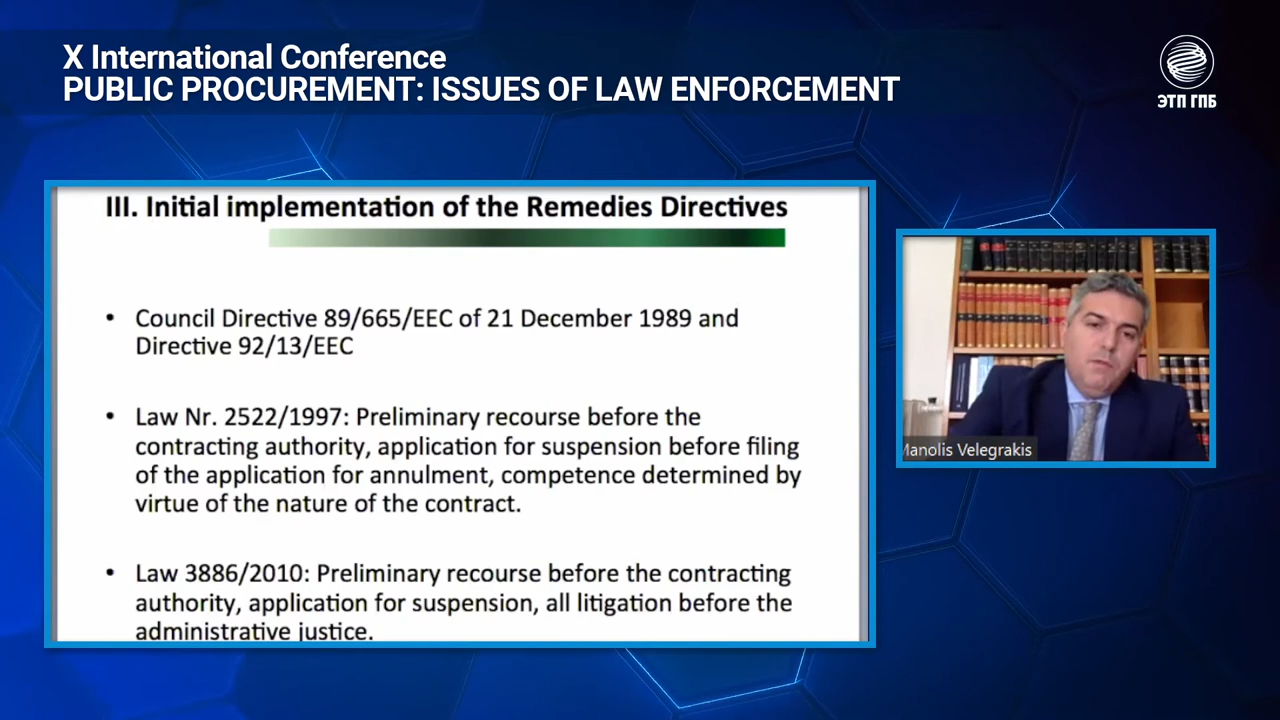 X International Conference
PUBLIC PROCUREMENT: ISSUES OF LAW ENFORCEMENT
ЭТП ГПБ
III. Initial implementation of the Remedies Directives
• Council Directive 89/665/EEC of 21 December 1989 and
Directive 92/13/EEC
• Law Nr. 2522/1997: Preliminary recourse before the
contracting authority, application for suspension before filing
of the application for annulment, competence determined by
virtue of the nature of the contract.
• Law 3886/2010: Preliminary recourse before the contracting
authority, application for suspension, all litigation before the
administrative justice.
Manolis Velegrakis